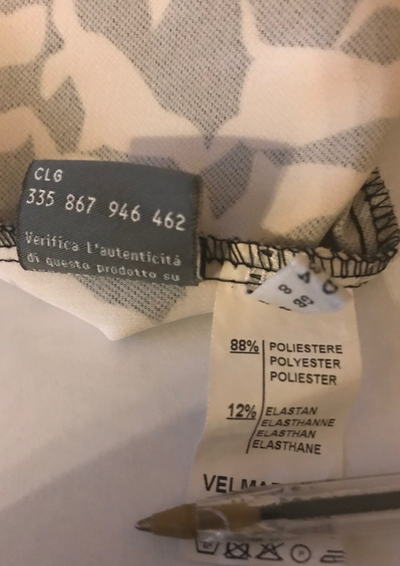 CLG
335 867 946 462
Verifica l'autenticità
di questo prodotto su
88%
POLIESTERE
POLYESTER
POLIESTER
12%
ELASTAN
ELASTHANNE
ELASTHAN
ELASTHANE